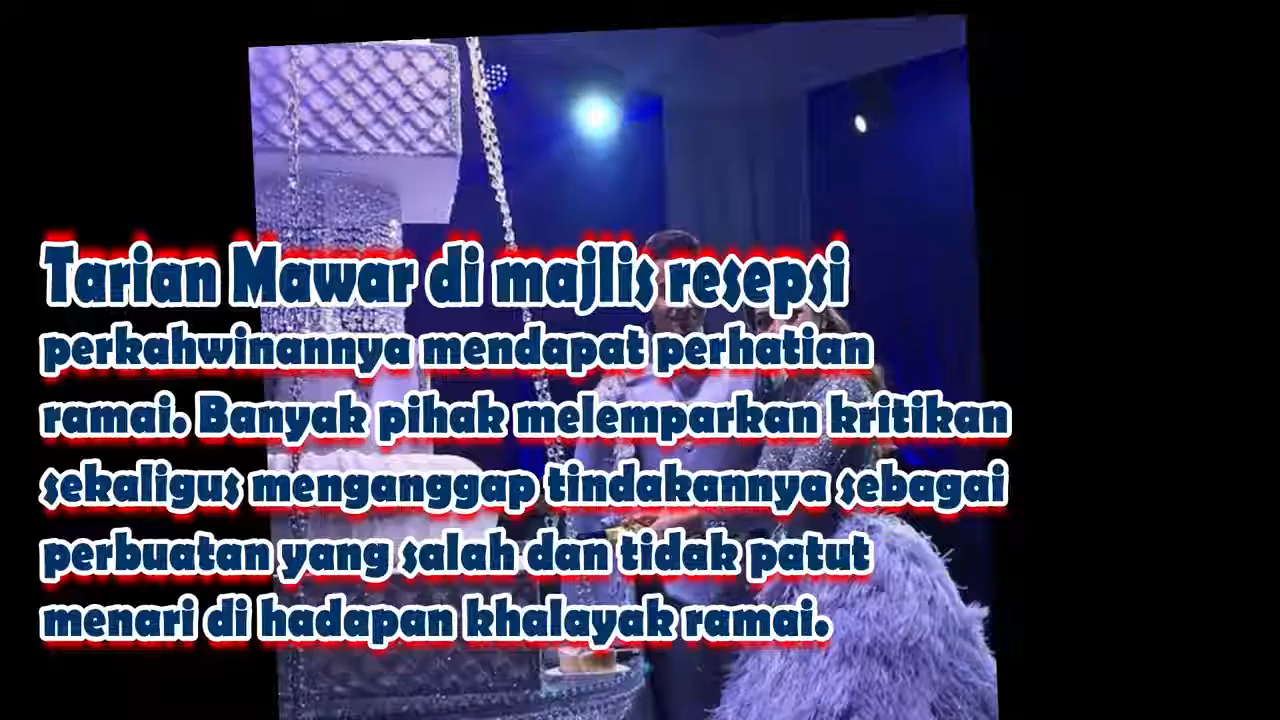 Tarian Mawar di majlis resepsi
perkahwinannya mendapat perhatian
ramai. Banyak pihak melemparkan kritikan
sekaligus menganggap tindakannya sebagai
perbuatan yang salah dan tidak patut
menari di hadapan khalayak ramai.